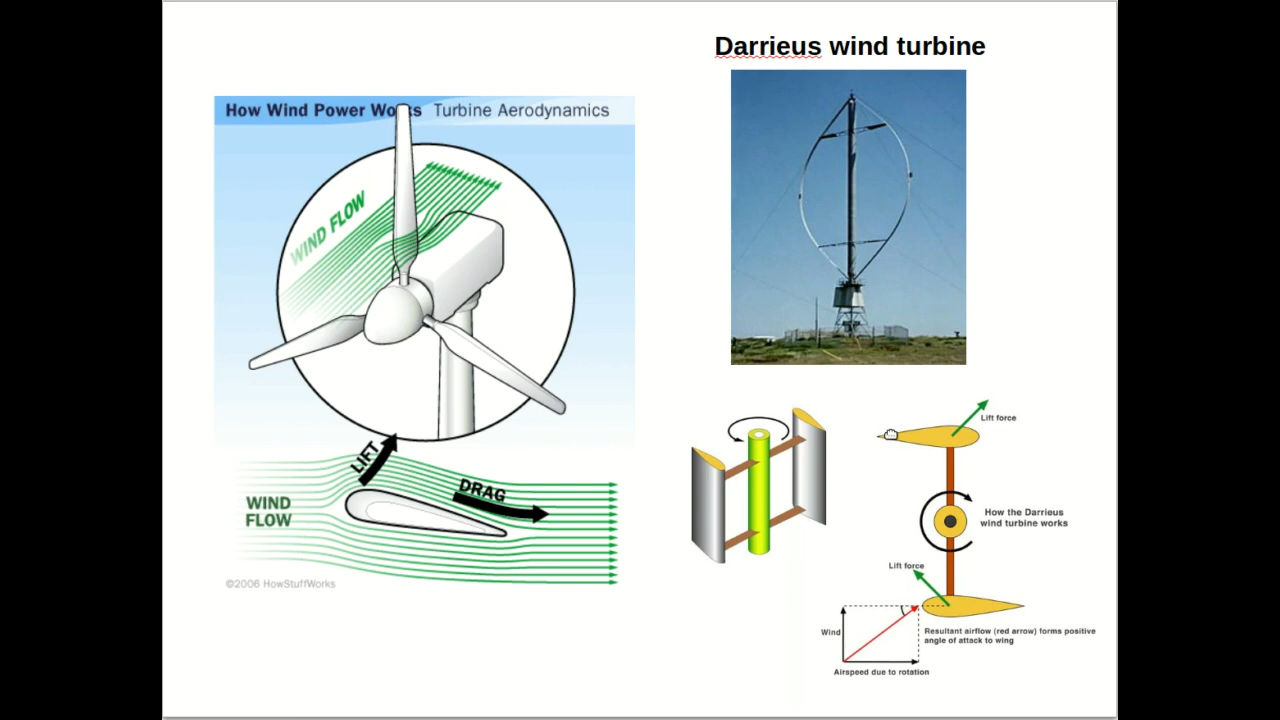 Darrieus wind turbine
How Wind Power Works Turbine Aerodynamics
WIND FLOW
LIFT
DRAG
WIND
FLOW
©2006 HowStuffWorks
Lift force
How the Darrieus
wind turbine works
Lift force
Wind
Resultant airflow (red arrow) forms positive
angle of attack to wing
Airspeed due to rotation